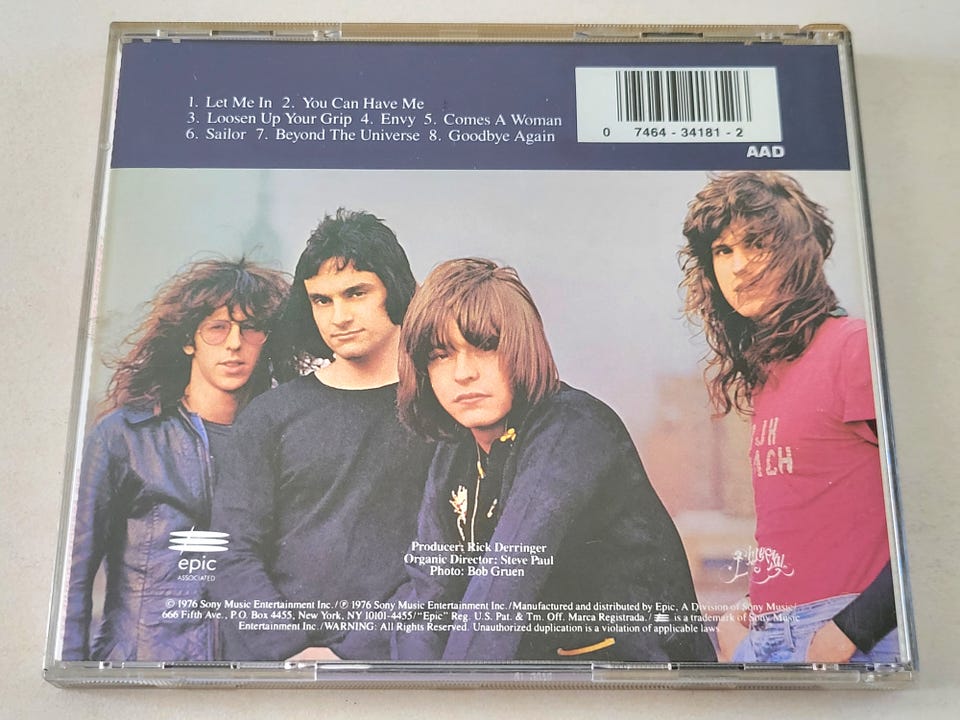 1. Let Me In 2. You Can Have Me
3. Loosen Up Your Grip 4. Envy 5. Comes A Woman
6. Sailor 7. Beyond The Universe 8. Goodbye Again
0 7464-34181-2
AAD
epic
ASSOCIATED
Producer: Rick Derringer
Organic Director: Steve Paul
Photo: Bob Gruen
© 1976 Sony Music Entertainment Inc./℗ 1976 Sony Music Entertainment Inc./Manufactured and distributed by Epic, A Division of Sony Music/
666 Fifth Ave., P.O. Box 4455, New York, NY 10101-4455/"Epic" Reg. U.S. Pat. & Tm. Off. Marca Registrada./ is a trademark of Sony Music
Entertainment Inc./WARNING: All Rights Reserved. Unauthorized duplication is a violation of applicable laws.